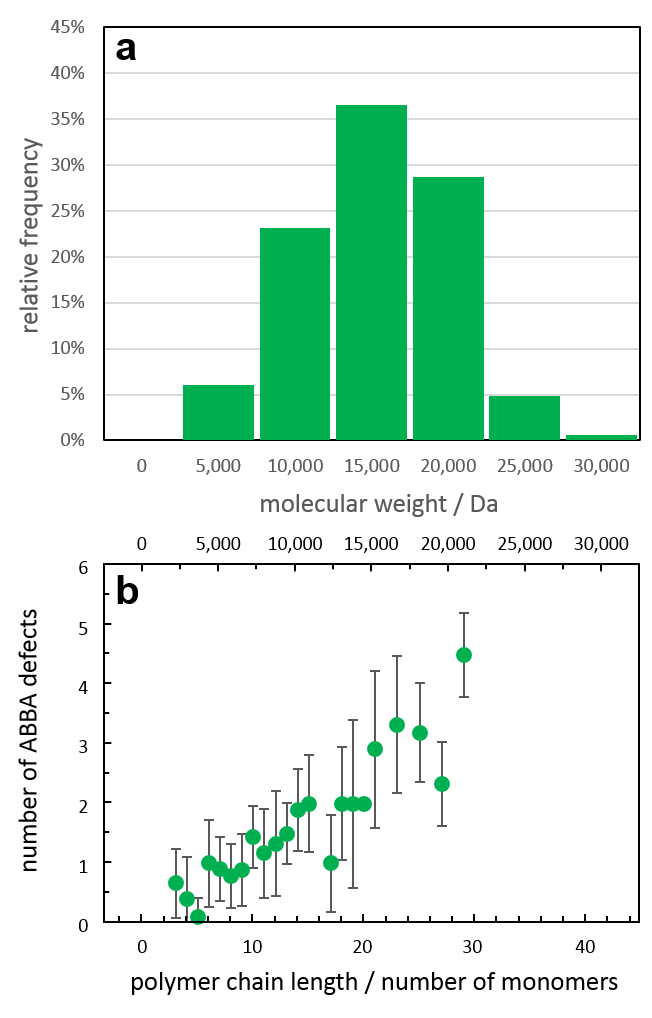 a
45%
40%
35%
30%
25%
20%
15%
10%
5%
0%
relative frequency
0 5,000 10,000 15,000 20,000 25,000 30,000
molecular weight / Da
0 5,000 10,000 15,000 20,000 25,000 30,000
b
6
5
4
3
2
1
0
number of ABBA defects
0 10 20 30 40
polymer chain length / number of monomers